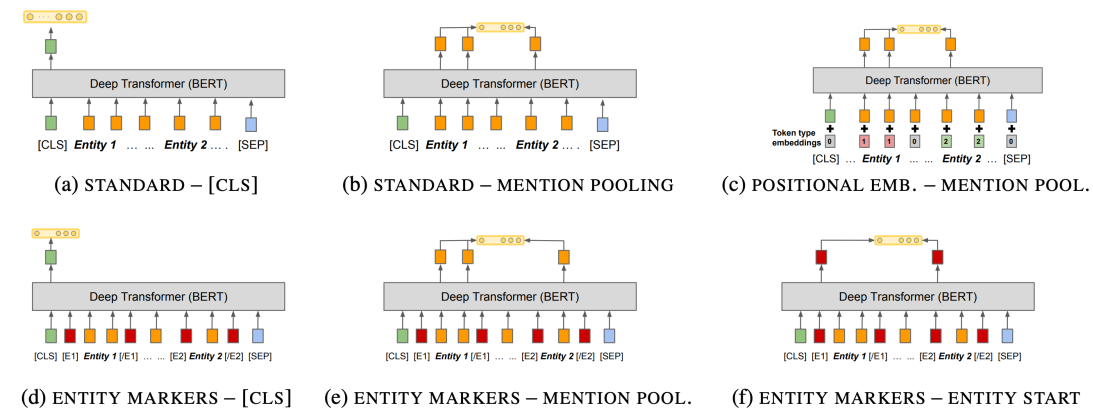 Deep Transformer (BERT)
[CLS] Entity 1 ... ... Entity 2 ... . [SEP]
(a) STANDARD – [CLS]
Deep Transformer (BERT)
[CLS] Entity 1 ... ... Entity 2 ... . [SEP]
(b) STANDARD – MENTION POOLING
Deep Transformer (BERT)
Token type
embeddings
0 1 1 0 2 2 0
[CLS] ... Entity 1 ... Entity 2 ... [SEP]
(c) POSITIONAL EMB. – MENTION POOL.
Deep Transformer (BERT)
[CLS] [E1] Entity 1 [/E1] ... ... [E2] Entity 2 [/E2] [SEP]
(d) ENTITY MARKERS – [CLS]
Deep Transformer (BERT)
[CLS] [E1] Entity 1 [/E1] ... ... [E2] Entity 2 [/E2] [SEP]
(e) ENTITY MARKERS – MENTION POOL.
Deep Transformer (BERT)
[CLS] [E1] Entity 1 [/E1] ... ... [E2] Entity 2 [/E2] [SEP]
(f) ENTITY MARKERS – ENTITY START